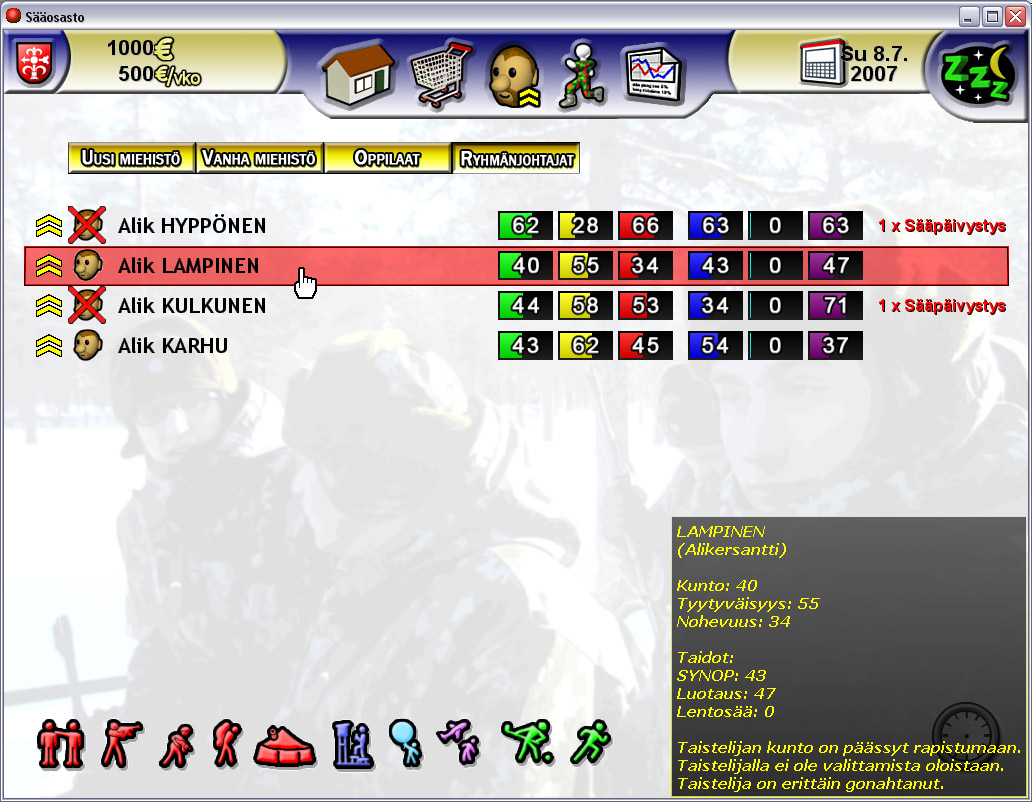 Sääosasto
1000€
500€/vko
Su 8.7.
2007
ZZZ
UUSI MIEHISTÖ VANHA MIEHISTÖ OPPILAAT RYHMÄNJOHTAJAT
Alik HYPPÖNEN 62 28 66 63 0 63 1 x Sääpäivystys
Alik LAMPINEN 40 55 34 43 0 47
Alik KULKUNEN 44 58 53 34 0 71 1 x Sääpäivystys
Alik KARHU 43 62 45 54 0 37
LAMPINEN
(Alikersantti)
Kunto: 40
Tyytyväisyys: 55
Nohevuus: 34
Taidot:
SYNOP: 43
Luotaus: 47
Lentosää: 0
Taistelijan kunto on päässyt rapistumaan.
Taistelijalla ei ole valittamista oloistaan.
Taistelija on erittäin gonahtanut.